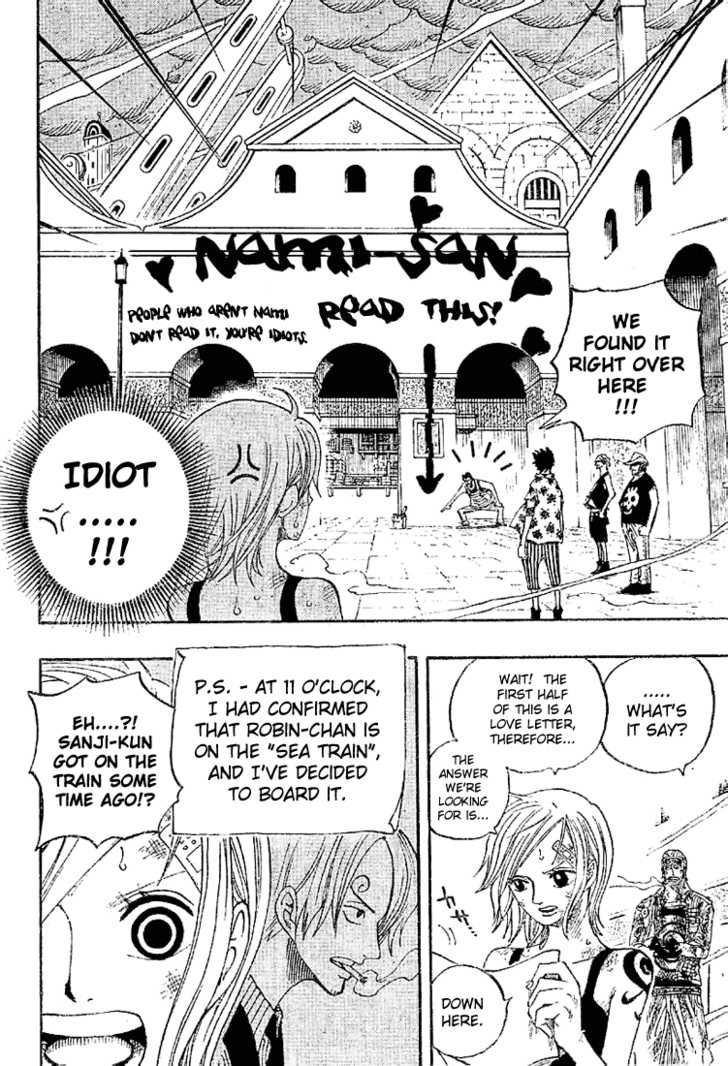 NAMI-SAN
READ THIS!
PEOPLE WHO ARENT NAMI
DON'T READ IT. YOU'RE IDIOTS.
WE
FOUND IT
RIGHT OVER
HERE
!!!
IDIOT
.....
!!!
.....
WHAT'S
IT SAY?
WAIT! THE
FIRST HALF
OF THIS IS A
LOVE LETTER,
THEREFORE...
THE
ANSWER
WE'RE
LOOKING
FOR IS...
DOWN
HERE.
P.S. - AT 11 O'CLOCK,
I HAD CONFIRMED
THAT ROBIN-CHAN IS
ON THE "SEA TRAIN",
AND I'VE DECIDED
TO BOARD IT.
EH....?!
SANJI-KUN
GOT ON THE
TRAIN SOME
TIME AGO!?